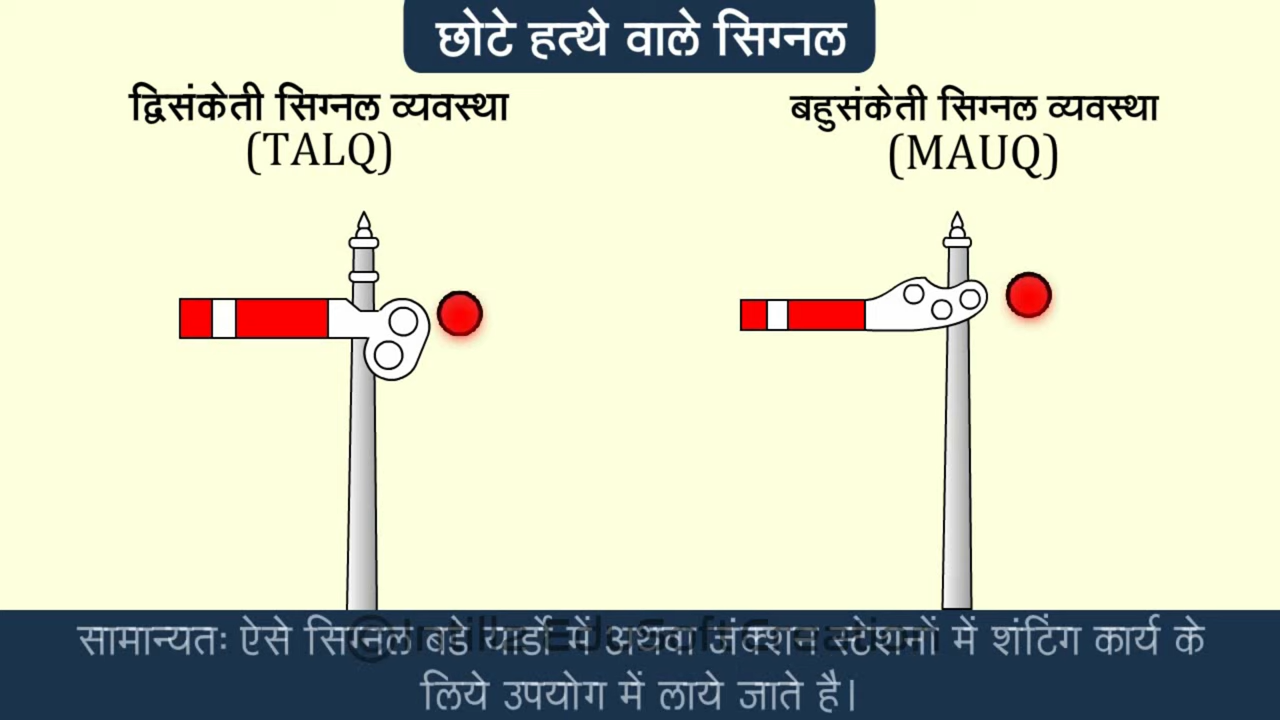 छोटे हत्थे वाले सिग्नल
द्विसंकेती सिग्नल व्यवस्था
(TALQ)
बहुसंकेती सिग्नल व्यवस्था
(MAUQ)
सामान्यतः ऐसे सिग्नल बडे यार्डो में अथवा जंक्शन स्टेशनों में शंटिंग कार्य के
लिये उपयोग में लाये जाते है।